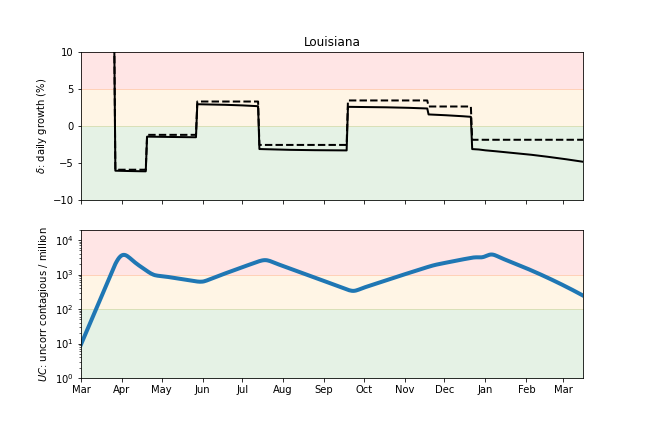 Louisiana
δ: daily growth (%)
10
5
0
−5
−10
UC: uncorr contagious / million
10⁴
10³
10²
10¹
10⁰
Mar Apr May Jun Jul Aug Sep Oct Nov Dec Jan Feb Mar